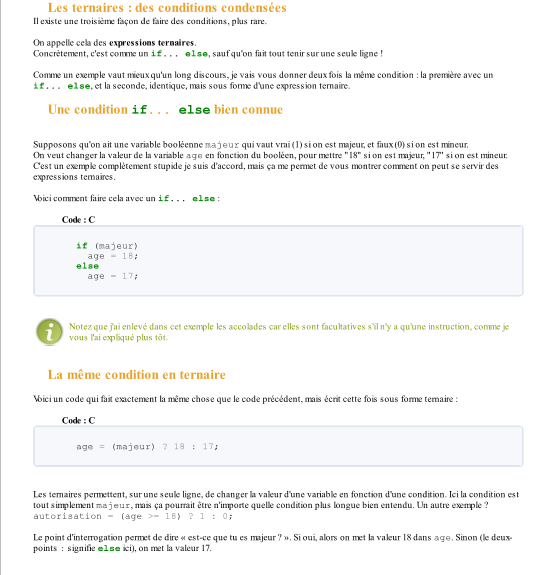 Les ternaires : des conditions condensées
Il existe une troisième façon de faire des conditions, plus rare.
On appelle cela des expressions ternaires.
Concrètement, c'est comme un if... else, sauf qu'on fait tout tenir sur une seule ligne !
Comme un exemple vaut mieux qu'un long discours, je vais vous donner deux fois la même condition : la première avec un
if... else, et la seconde, identique, mais sous forme d'une expression ternaire.
Une condition if... else bien connue
Supposons qu'on ait une variable booléenne majeur qui vaut vrai (1) si on est majeur, et faux (0) si on est mineur.
On veut changer la valeur de la variable age en fonction du booléen, pour mettre "18" si on est majeur, "17" si on est mineur.
C'est un exemple complètement stupide je suis d'accord, mais ça me permet de vous montrer comment on peut se servir des
expressions ternaires.
Voici comment faire cela avec un if... else :
Code : C
if (majeur)
age = 18;
else
age = 17;
Notez que j'ai enlevé dans cet exemple les accolades car elles sont facultatives s'il n'y a qu'une instruction, comme je
vous l'ai expliqué plus tôt.
La même condition en ternaire
Voici un code qui fait exactement la même chose que le code précédent, mais écrit cette fois sous forme ternaire :
Code : C
age = (majeur) ? 18 : 17;
Les ternaires permettent, sur une seule ligne, de changer la valeur d'une variable en fonction d'une condition. Ici la condition est
tout simplement majeur, mais ça pourrait être n'importe quelle condition plus longue bien entendu. Un autre exemple ?
autorisation = (age >= 18) ? 1 : 0;
Le point d'interrogation permet de dire « est-ce que tu es majeur ? ». Si oui, alors on met la valeur 18 dans age. Sinon (le deux-
points : signifie else ici), on met la valeur 17.